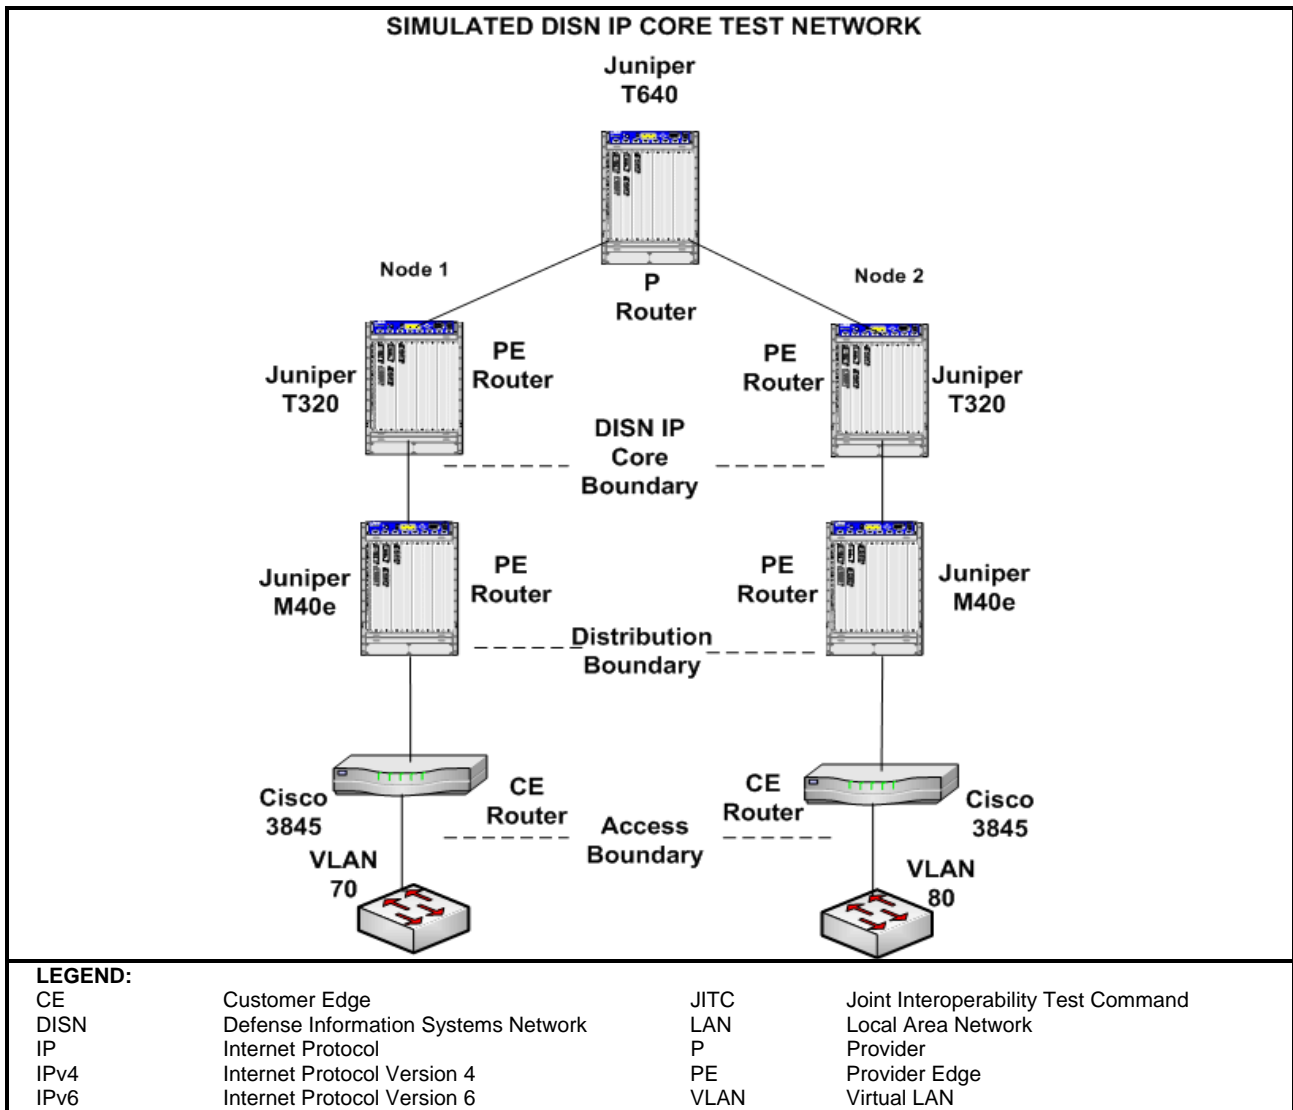 SIMULATED DISN IP CORE TEST NETWORK
Juniper
T640
P
Router
Node 1
Node 2
Juniper
T320
PE
Router
PE
Router
Juniper
T320
DISN IP
Core
Boundary
Juniper
M40e
PE
Router
PE
Router
Juniper
M40e
Distribution
Boundary
Cisco
3845
CE
Router
CE
Router
Cisco
3845
Access
Boundary
VLAN
70
VLAN
80
LEGEND:
CE Customer Edge JITC Joint Interoperability Test Command
DISN Defense Information Systems Network LAN Local Area Network
IP Internet Protocol P Provider
IPv4 Internet Protocol Version 4 PE Provider Edge
IPv6 Internet Protocol Version 6 VLAN Virtual LAN